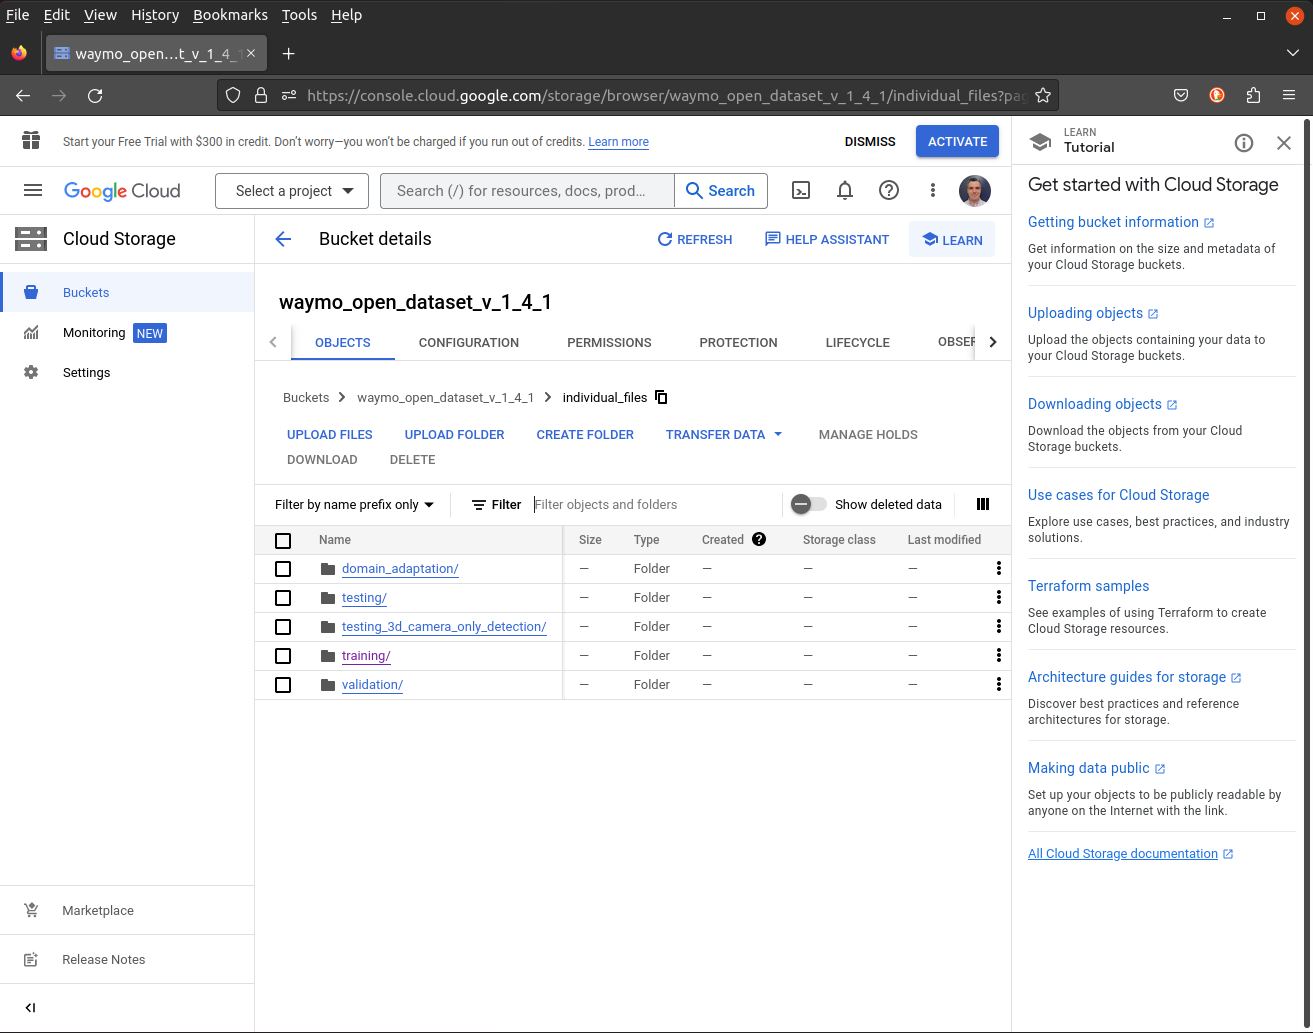 File Edit View History Bookmarks Tools Help
waymo_open…t_v_1_4_1
https://console.cloud.google.com/storage/browser/waymo_open_dataset_v_1_4_1/individual_files?pag
Start your Free Trial with $300 in credit. Don’t worry—you won’t be charged if you run out of credits. Learn more
DISMISS
ACTIVATE
LEARN
Tutorial
Google Cloud
Select a project
Search (/) for resources, docs, prod…
Search
Cloud Storage
Buckets
Monitoring NEW
Settings
Marketplace
Release Notes
Bucket details
REFRESH
HELP ASSISTANT
LEARN
waymo_open_dataset_v_1_4_1
OBJECTS CONFIGURATION PERMISSIONS PROTECTION LIFECYCLE OBSER
Buckets waymo_open_dataset_v_1_4_1 individual_files
UPLOAD FILES UPLOAD FOLDER CREATE FOLDER TRANSFER DATA MANAGE HOLDS
DOWNLOAD DELETE
Filter by name prefix only Filter Filter objects and folders Show deleted data
Name Size Type Created Storage class Last modified
domain_adaptation/ — Folder — — —
testing/ — Folder — — —
testing_3d_camera_only_detection/ — Folder — — —
training/ — Folder — — —
validation/ — Folder — — —
Get started with Cloud Storage
Getting bucket information
Get information on the size and metadata of
your Cloud Storage buckets.
Uploading objects
Upload the objects containing your data to
your Cloud Storage buckets.
Downloading objects
Download the objects from your Cloud
Storage buckets.
Use cases for Cloud Storage
Explore use cases, best practices, and industry
solutions.
Terraform samples
See examples of using Terraform to create
Cloud Storage resources.
Architecture guides for storage
Discover best practices and reference
architectures for storage.
Making data public
Set up your objects to be publicly readable by
anyone on the Internet with the link.
All Cloud Storage documentation